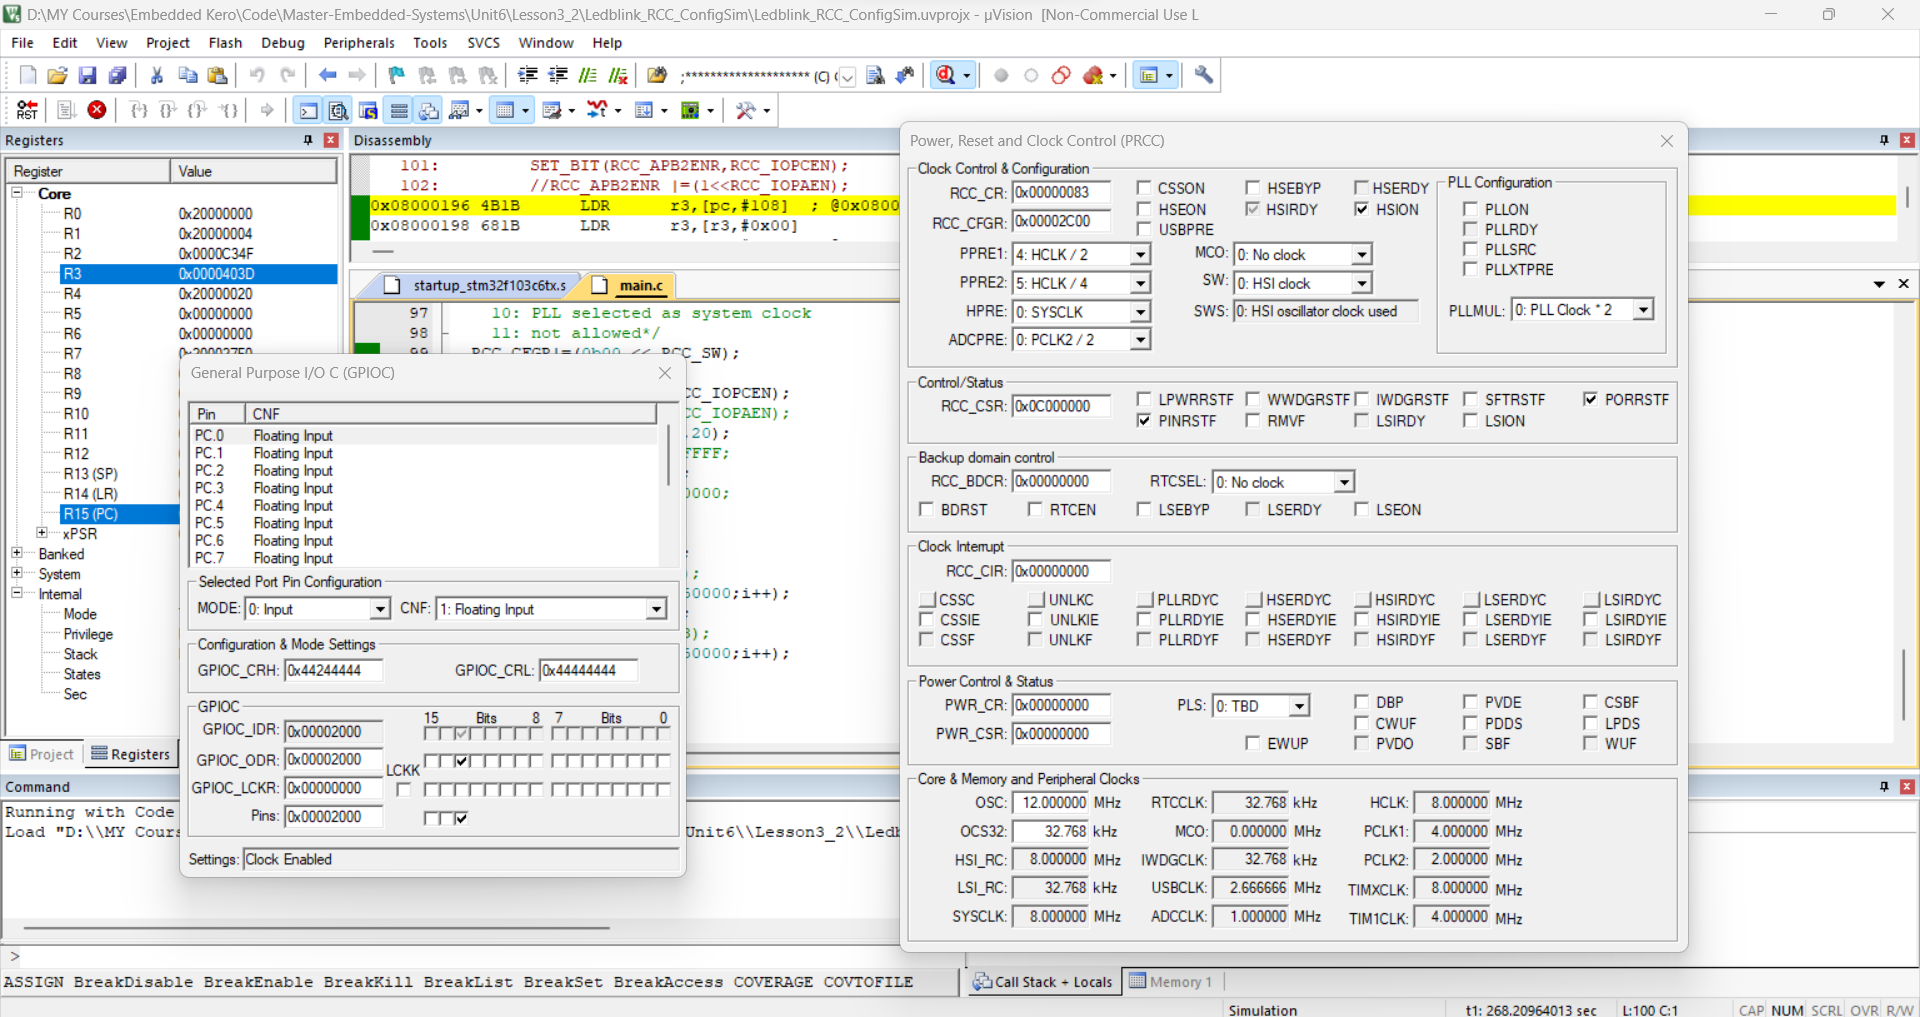 D:\MY Courses\Embedded Kero\Code\Master-Embedded-Systems\Unit6\Lesson3_2\Ledblink_RCC_ConfigSim\Ledblink_RCC_ConfigSim.uvprojx - µVision [Non-Commercial Use L
File Edit View Project Flash Debug Peripherals Tools SVCS Window Help
;******************** (C) (
RST
Registers
Register Value
Core
R0 0x20000000
R1 0x20000004
R2 0x0000C34F
R3 0x0000403D
R4 0x20000020
R5 0x00000000
R6 0x00000000
R7
R8
R9
R10
R11
R12
R13 (SP)
R14 (LR)
R15 (PC)
xPSR
Banked
System
Internal
Mode
Privilege
Stack
States
Sec
Project Registers
Disassembly
101: SET_BIT(RCC_APB2ENR,RCC_IOPCEN);
102: //RCC_APB2ENR |=(1<<RCC_IOPAEN);
0x08000196 4B1B LDR r3,[pc,#108] ; @0x0800
0x08000198 681B LDR r3,[r3,#0x00]
startup_stm32f103c6tx.s main.c
97 10: PLL selected as system clock
98 11: not allowed*/
99 RCC_CFGR|=(0b00 << RCC_SW);
CC_IOPCEN);
CC_IOPAEN);
.20);
FFFF;
;
0000;
;
);
60000;i++);
;
3);
60000;i++);
General Purpose I/O C (GPIOC)
Pin CNF
PC.0 Floating Input
PC.1 Floating Input
PC.2 Floating Input
PC.3 Floating Input
PC.4 Floating Input
PC.5 Floating Input
PC.6 Floating Input
PC.7 Floating Input
Selected Port Pin Configuration
MODE: 0: Input CNF: 1: Floating Input
Configuration & Mode Settings
GPIOC_CRH: 0x44244444 GPIOC_CRL: 0x44444444
GPIOC
15 Bits 8 7 Bits 0
GPIOC_IDR: 0x00002000
GPIOC_ODR: 0x00002000
LCKK
GPIOC_LCKR: 0x00000000
Pins: 0x00002000
Settings: Clock Enabled
Power, Reset and Clock Control (PRCC)
Clock Control & Configuration
RCC_CR: 0x00000083 CSSON HSEBYP HSERDY
HSEON HSIRDY HSION
RCC_CFGR: 0x00002C00 USBPRE
PPRE1: 4: HCLK / 2 MCO: 0: No clock
PPRE2: 5: HCLK / 4 SW: 0: HSI clock
HPRE: 0: SYSCLK SWS: 0: HSI oscillator clock used
ADCPRE: 0: PCLK2 / 2
PLL Configuration
PLLON
PLLRDY
PLLSRC
PLLXTPRE
PLLMUL: 0: PLL Clock * 2
Control/Status
RCC_CSR: 0x0C000000 LPWRRSTF WWDGRSTF IWDGRSTF SFTRSTF PORRSTF
PINRSTF RMVF LSIRDY LSION
Backup domain control
RCC_BDCR: 0x00000000 RTCSEL: 0: No clock
BDRST RTCEN LSEBYP LSERDY LSEON
Clock Interrupt
RCC_CIR: 0x00000000
CSSC UNLKC PLLRDYC HSERDYC HSIRDYC LSERDYC LSIRDYC
CSSIE UNLKIE PLLRDYIE HSERDYIE HSIRDYIE LSERDYIE LSIRDYIE
CSSF UNLKF PLLRDYF HSERDYF HSIRDYF LSERDYF LSIRDYF
Power Control & Status
PWR_CR: 0x00000000 PLS: 0: TBD DBP PVDE CSBF
CWUF PDDS LPDS
PWR_CSR: 0x00000000 EWUP PVDO SBF WUF
Core & Memory and Peripheral Clocks
OSC: 12.000000 MHz RTCCLK: 32.768 kHz HCLK: 8.000000 MHz
OCS32: 32.768 kHz MCO: 0.000000 MHz PCLK1: 4.000000 MHz
HSI_RC: 8.000000 MHz IWDGCLK: 32.768 kHz PCLK2: 2.000000 MHz
LSI_RC: 32.768 kHz USBCLK: 2.666666 MHz TIMXCLK: 8.000000 MHz
SYSCLK: 8.000000 MHz ADCCLK: 1.000000 MHz TIM1CLK: 4.000000 MHz
Command
Running with Code
Load "D:\\MY Cours Unit6\\Lesson3_2\\Ledb
>
ASSIGN BreakDisable BreakEnable BreakKill BreakList BreakSet BreakAccess COVERAGE COVTOFILE
Call Stack + Locals Memory 1
Simulation t1: 268.20964013 sec L:100 C:1 CAP NUM SCRL OVR R/W